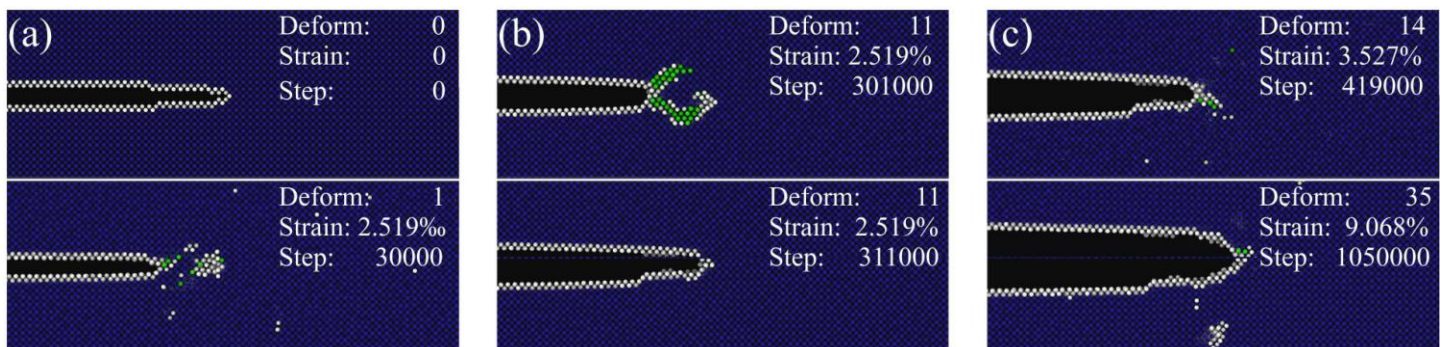 (a)
Deform: 0
Strain: 0
Step: 0
Deform: 1
Strain: 2.519‰
Step: 30000
(b)
Deform: 11
Strain: 2.519%
Step: 301000
Deform: 11
Strain: 2.519%
Step: 311000
(c)
Deform: 14
Strain: 3.527%
Step: 419000
Deform: 35
Strain: 9.068%
Step: 1050000